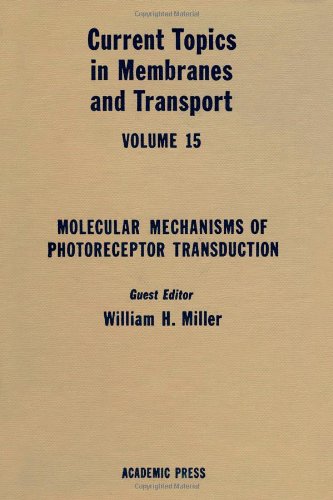 Current Topics
in Membranes
and Transport
VOLUME 15
MOLECULAR MECHANISMS OF
PHOTORECEPTOR TRANSDUCTION
Guest Editor
William H. Miller
ACADEMIC PRESS